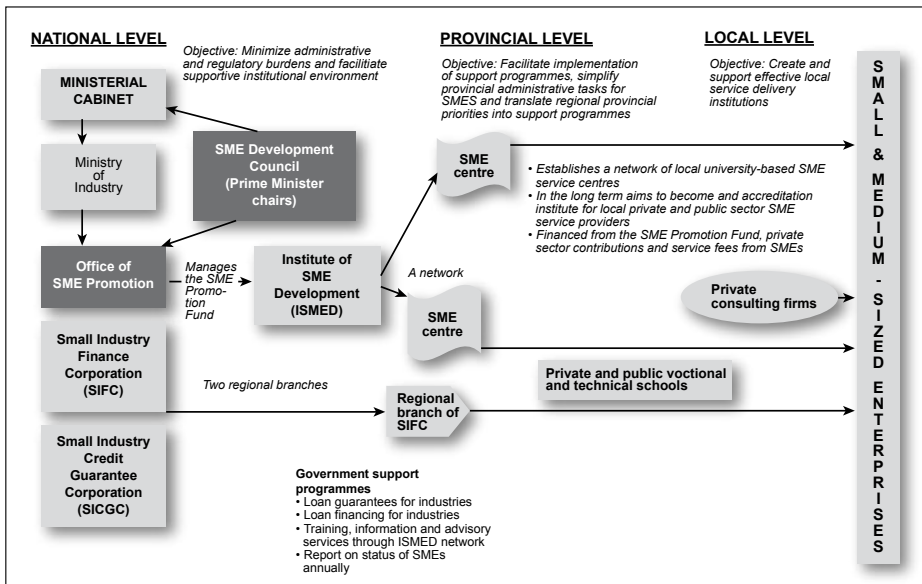 NATIONAL LEVEL
Objective: Minimize administrative
and regulatory burdens and facilitiate
supportive institutional environment
PROVINCIAL LEVEL
Objective: Facilitate implementation
of support programmes, simplify
provincial administrative tasks for
SMES and translate regional provincial
priorities into support programmes
LOCAL LEVEL
Objective: Create and
support effective local
service delivery
institutions
MINISTERIAL
CABINET
Ministry
of
Industry
SME Development
Council
(Prime Minister
chairs)
Office of
SME Promotion
Manages
the SME
Promo-
tion
Fund
Institute of
SME
Development
(ISMED)
SME
centre
• Establishes a network of local university-based SME
service centres
• In the long term aims to become and accreditation
institute for local private and public sector SME
service providers
• Financed from the SME Promotion Fund, private
sector contributions and service fees from SMEs
A network
SME
centre
Private
consulting firms
Small Industry
Finance
Corporation
(SIFC)
Two regional branches
Regional
branch of
SIFC
Private and public voctional
and technical schools
Small Industry
Credit
Guarantee
Corporation
(SICGC)
Government support
programmes
• Loan guarantees for industries
• Loan financing for industries
• Training, information and advisory
services through ISMED network
• Report on status of SMEs
annually
SMALL & MEDIUM-SIZED ENTERPRISES